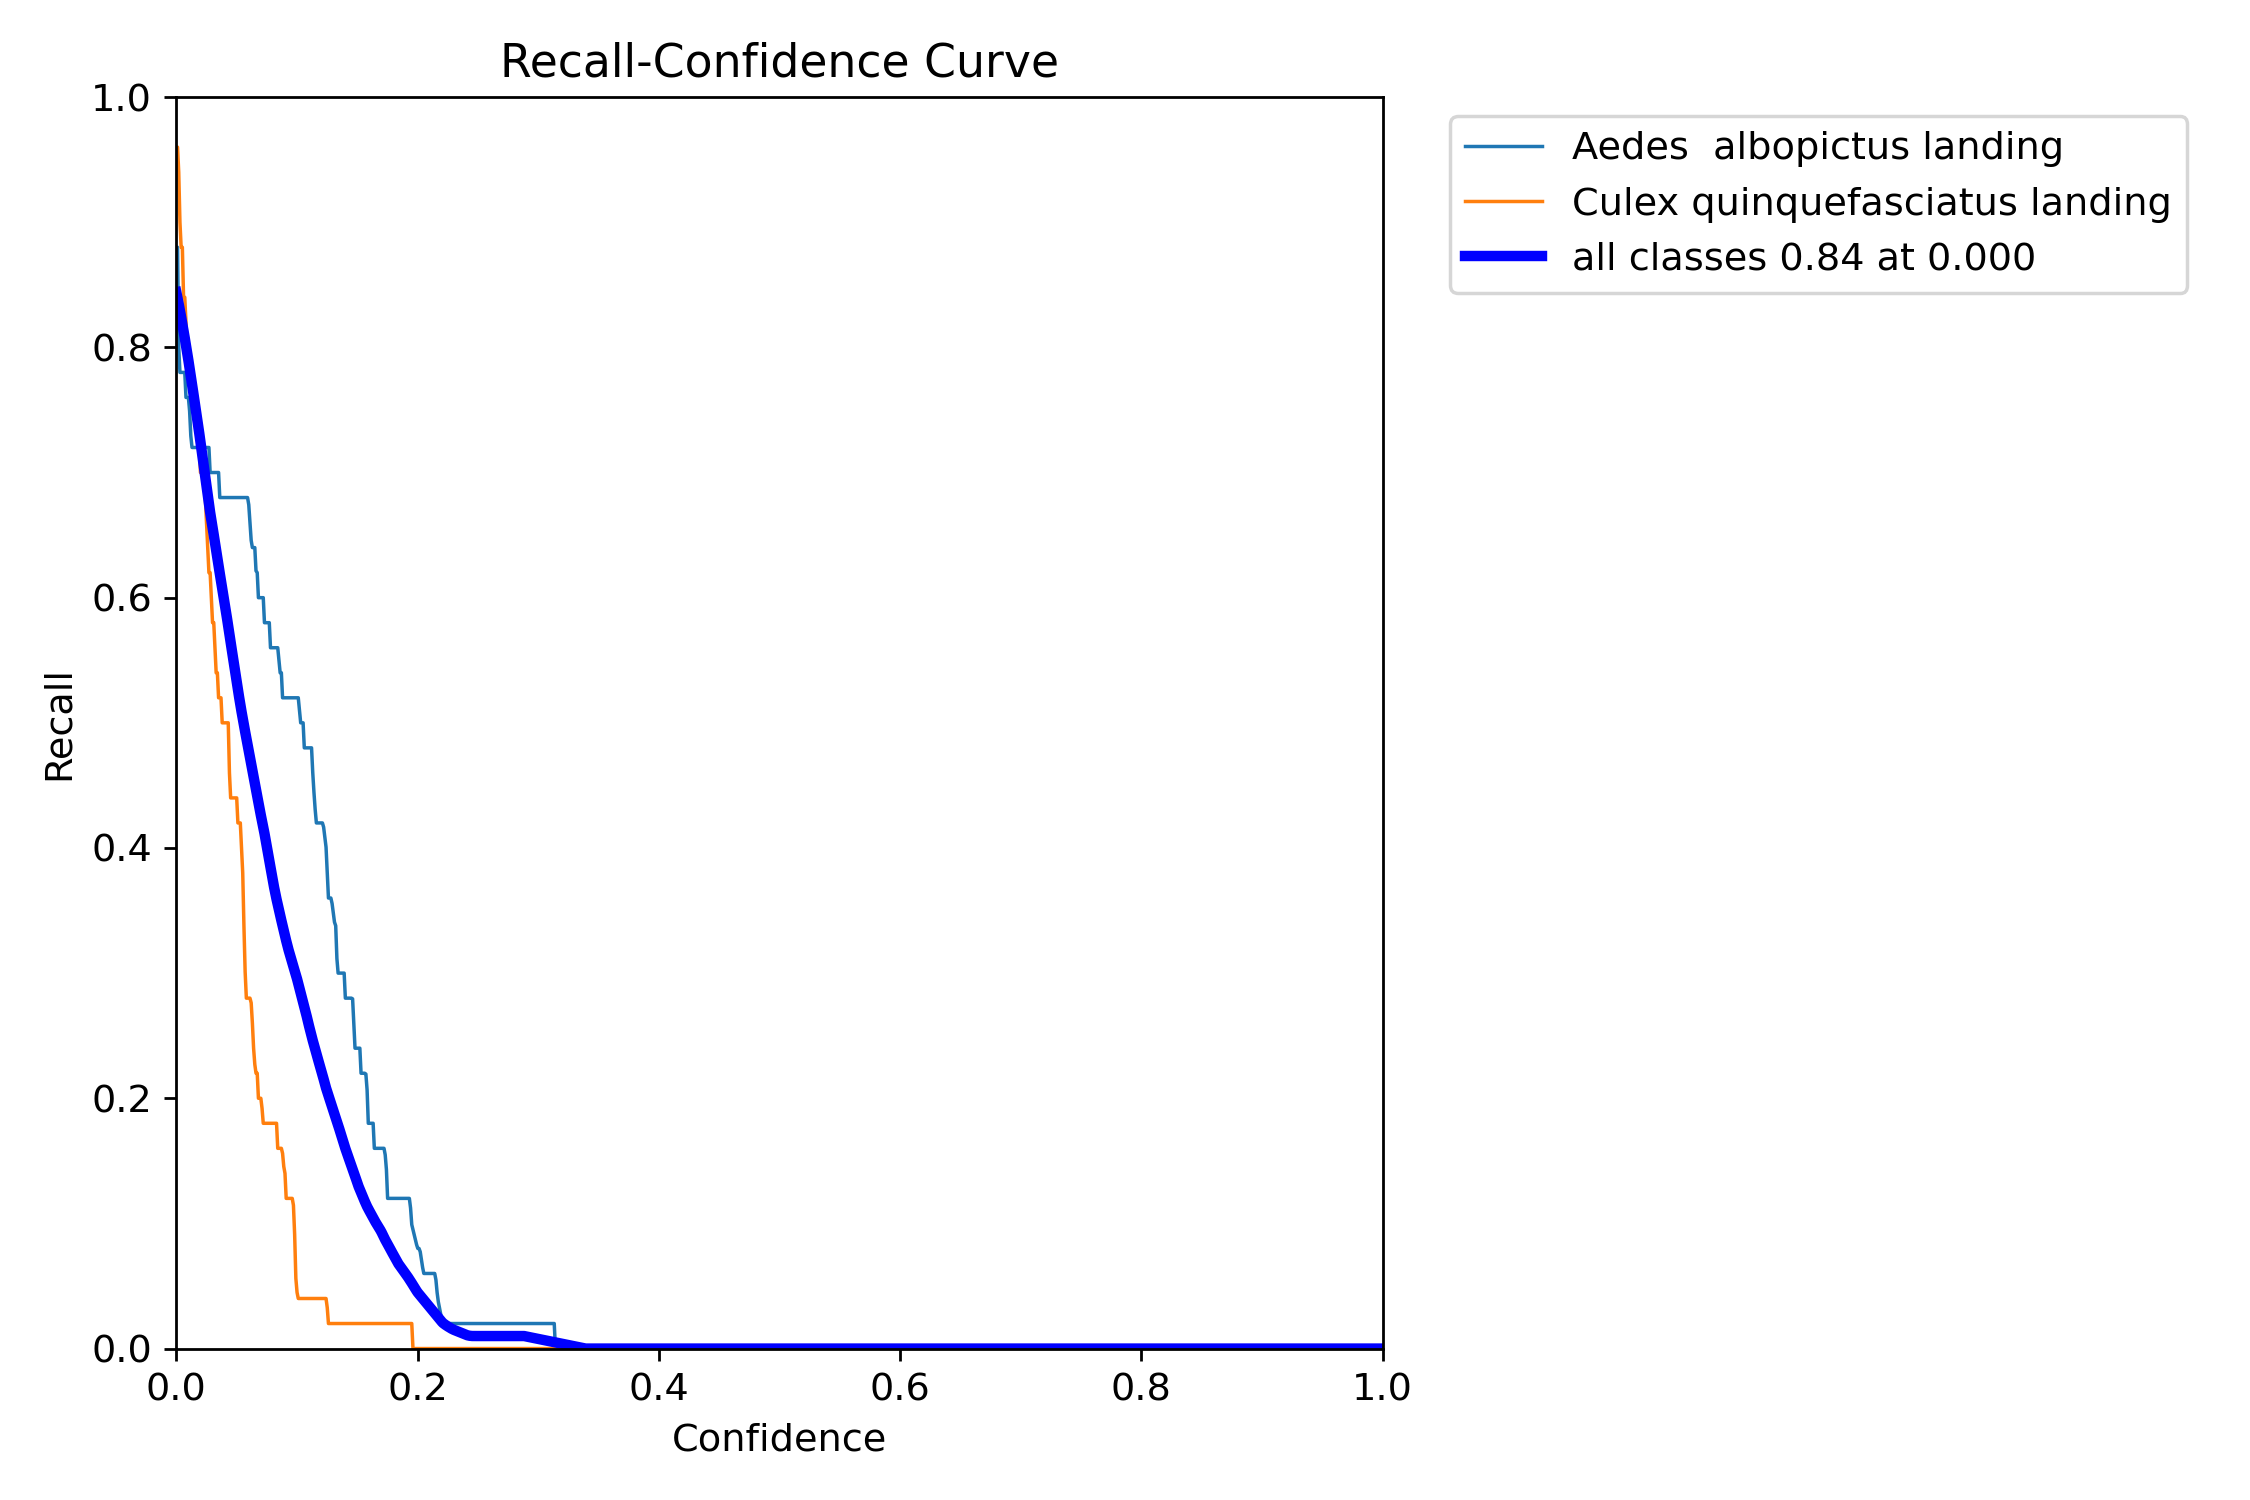 Recall-Confidence Curve
1.0
0.8
0.6
0.4
0.2
0.0
Recall
0.0 0.2 0.4 0.6 0.8 1.0
Confidence
Aedes  albopictus landing
Culex quinquefasciatus landing
all classes 0.84 at 0.000